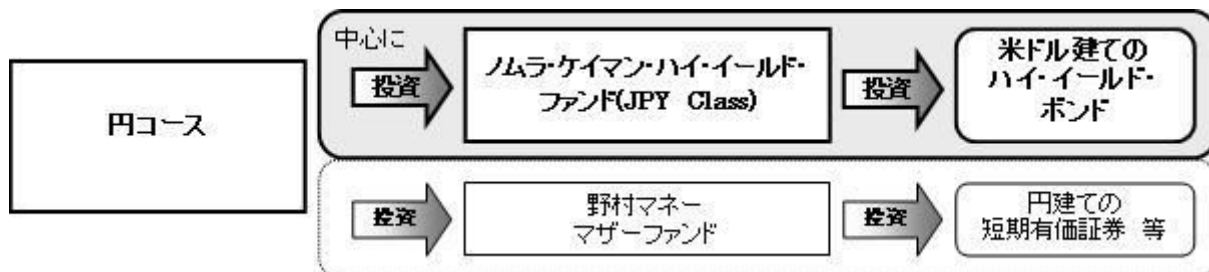 円コース
中心に
投資
ノムラ・ケイマン・ハイ・イールド・
ファンド(JPY Class)
投資
米ドル建ての
ハイ・イールド・
ボンド
投資
野村マネー
マザーファンド
投資
円建ての
短期有価証券 等